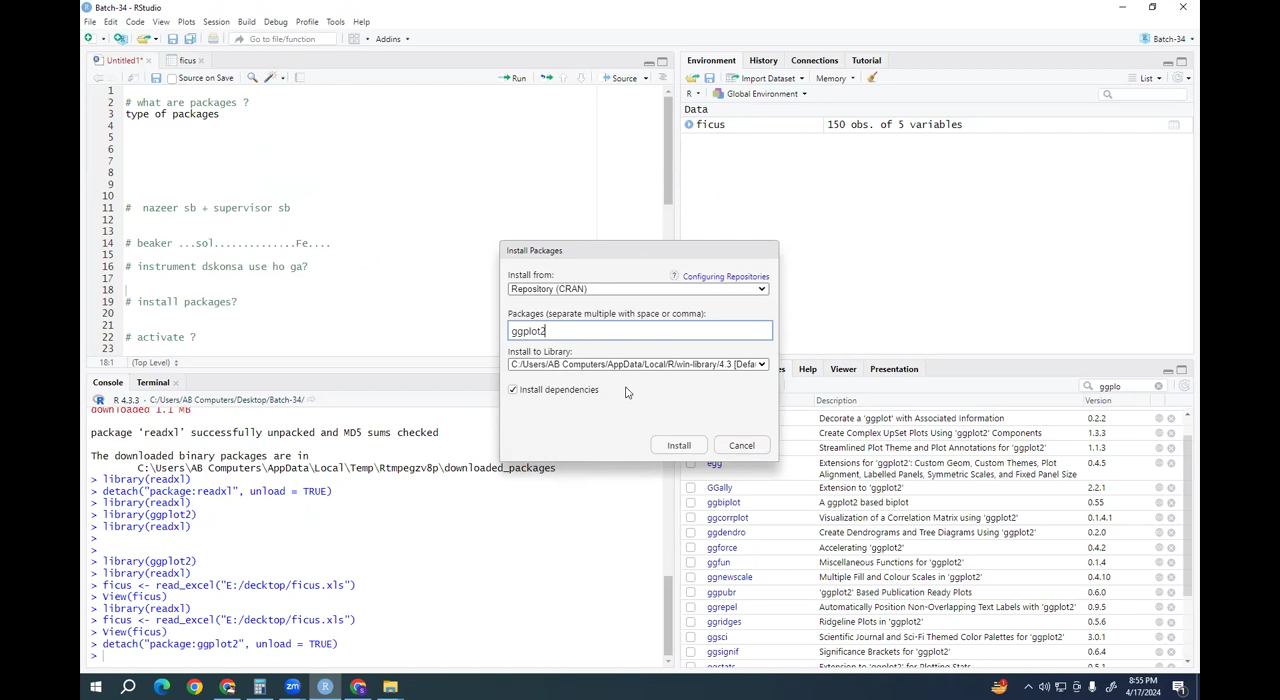 Batch-34 - RStudio
File Edit Code View Plots Session Build Debug Profile Tools Help
Go to file/function
Addins
Batch-34
Untitled1*
ficus
Source on Save
Run
Source
1
2 # what are packages ?
3 type of packages
4
5
6
7
8
9
10
11 # nazeer sb + supervisor sb
12
13
14 # beaker ...sol..............Fe....
15
16 # instrument dskonsa use ho ga?
17
18
19 # install packages?
20
21
22 # activate ?
23
18:1 (Top Level)
Environment History Connections Tutorial
Import Dataset
Memory
List
R Global Environment
Data
ficus 150 obs. of 5 variables
Install Packages
Install from:
? Configuring Repositories
Repository (CRAN)
Packages (separate multiple with space or comma):
ggplot2
Install to Library:
C:/Users/AB Computers/AppData/Local/R/win-library/4.3 [Defa
Install dependencies
Install Cancel
Console Terminal
R 4.3.3 · C:/Users/AB Computers/Desktop/Batch-34/
downloaded 1.1 MB
package ‘readxl’ successfully unpacked and MD5 sums checked
The downloaded binary packages are in
C:\Users\AB Computers\AppData\Local\Temp\Rtmpegzv8p\downloaded_packages
> library(readxl)
> detach("package:readxl", unload = TRUE)
> library(readxl)
> library(ggplot2)
> library(readxl)
>
>
> library(ggplot2)
> library(readxl)
> ficus <- read_excel("E:/decktop/ficus.xls")
> View(ficus)
> library(readxl)
> ficus <- read_excel("E:/decktop/ficus.xls")
> View(ficus)
> detach("package:ggplot2", unload = TRUE)
>
es Help Viewer Presentation
ggplo
Description Version
Decorate a 'ggplot' with Associated Information 0.2.2
Create Complex UpSet Plots Using 'ggplot2' Components 1.3.3
Streamlined Plot Theme and Plot Annotations for 'ggplot2' 1.1.3
egg Extensions for 'ggplot2': Custom Geom, Custom Themes, Plot 0.4.5
Alignment, Labelled Panels, Symmetric Scales, and Fixed Panel Size
GGally Extension to 'ggplot2' 2.2.1
ggbiplot A ggplot2 based biplot 0.55
ggcorrplot Visualization of a Correlation Matrix using 'ggplot2' 0.1.4.1
ggdendro Create Dendrograms and Tree Diagrams Using 'ggplot2' 0.2.0
ggforce Accelerating 'ggplot2' 0.4.2
ggfun Miscellaneous Functions for 'ggplot2' 0.1.4
ggnewscale Multiple Fill and Colour Scales in 'ggplot2' 0.4.10
ggpubr 'ggplot2' Based Publication Ready Plots 0.6.0
ggrepel Automatically Position Non-Overlapping Text Labels with 'ggplot2' 0.9.5
ggridges Ridgeline Plots in 'ggplot2' 0.5.6
ggsci Scientific Journal and Sci-Fi Themed Color Palettes for 'ggplot2' 3.0.1
ggsignif Significance Brackets for 'ggplot2' 0.6.4
ggstats Extension to 'ggplot2' for Plotting Stats 0.5.1
zm
8:55 PM
4/17/2024